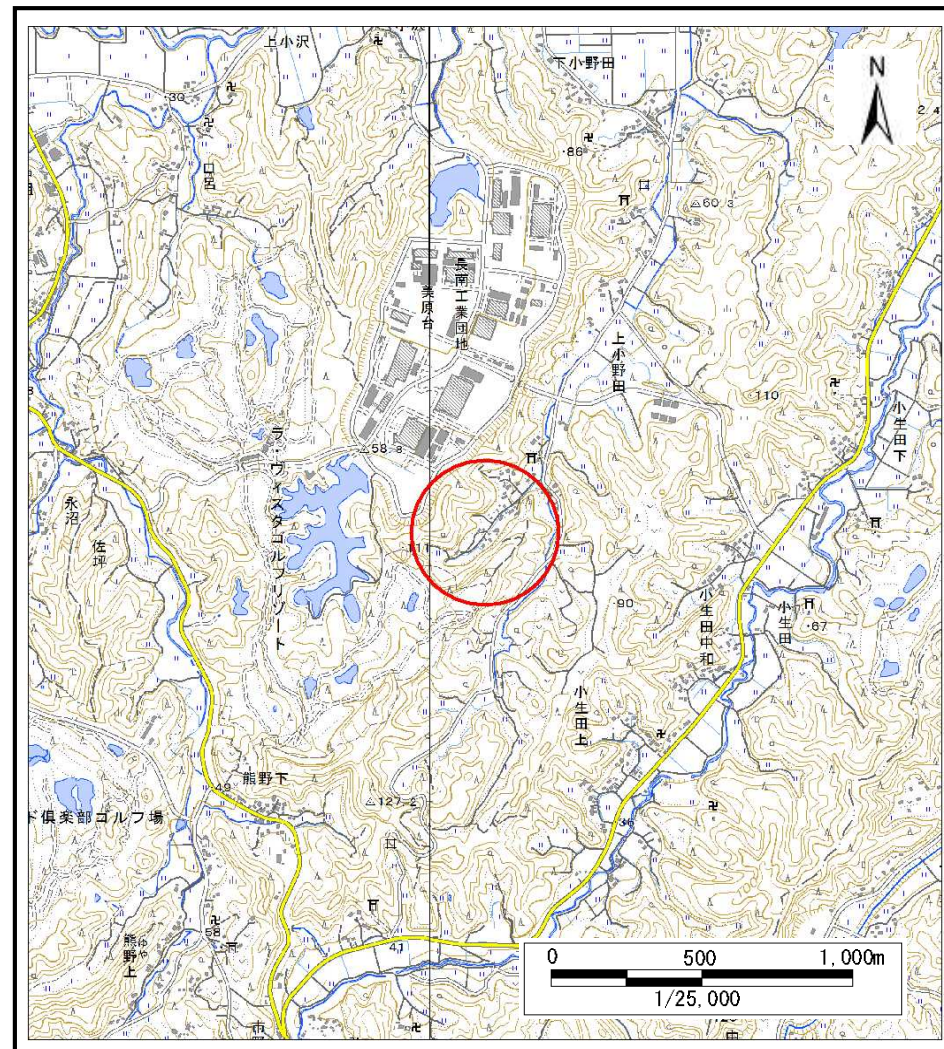 上小沢
下小野田
N
・30
・86
口呂
△60.3
長南工業団地
美原台
上小野田
・110
小生田下
ラ・ヴィスタゴルフリゾート
△58.8
永沼
佐坪
111
・90
小生田中和
小生田
・67
小生田上
・49
熊野下
△127.2
ド倶楽部ゴルフ場
36
58
熊野上
ゆや
41
0 500 1,000m
1/25,000